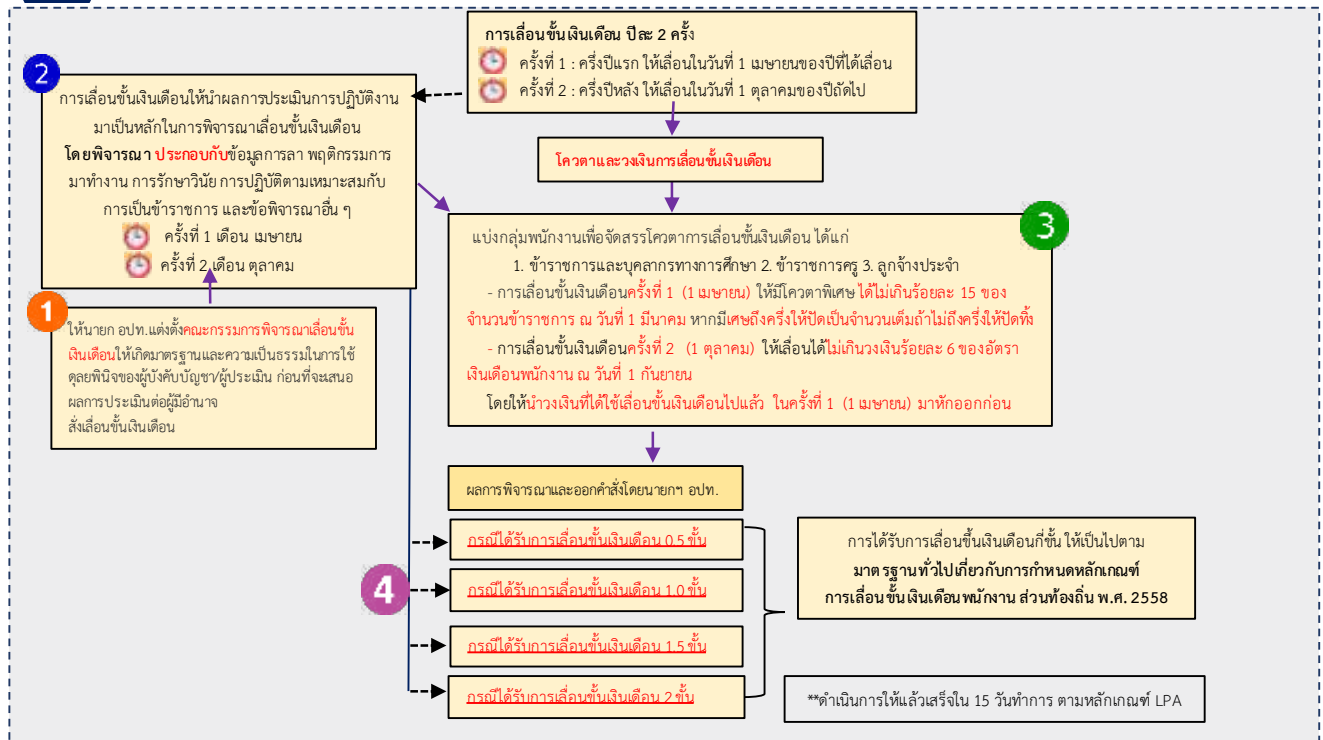 การเลื่อนขั้นเงินเดือน ปีละ 2 ครั้ง
ครั้งที่ 1 : ครึ่งปีแรก ให้เลื่อนในวันที่ 1 เมษายนของปีที่ได้เลื่อน
ครั้งที่ 2 : ครึ่งปีหลัง ให้เลื่อนในวันที่ 1 ตุลาคมของปีถัดไป
2
การเลื่อนขั้นเงินเดือนให้นำผลการประเมินการปฏิบัติงาน
มาเป็นหลักในการพิจารณาเลื่อนขั้นเงินเดือน
โดยพิจารณา ประกอบกับข้อมูลการลา พฤติกรรมการ
มาทำงาน การรักษาวินัย การปฏิบัติตามเหมาะสมกับ
การเป็นข้าราชการ และข้อพิจารณาอื่น ๆ
ครั้งที่ 1 เดือน เมษายน
ครั้งที่ 2 เดือน ตุลาคม
โควตาและวงเงินการเลื่อนขั้นเงินเดือน
3
แบ่งกลุ่มพนักงานเพื่อจัดสรรโควตาการเลื่อนขั้นเงินเดือน ได้แก่
1. ข้าราชการและบุคลากรทางการศึกษา 2. ข้าราชการครู 3. ลูกจ้างประจำ
- การเลื่อนขั้นเงินเดือนครั้งที่ 1 (1 เมษายน) ให้มีโควตาพิเศษ ได้ไม่เกินร้อยละ 15 ของ
จำนวนข้าราชการ ณ วันที่ 1 มีนาคม หากมีเศษถึงครึ่งให้ปัดเป็นจำนวนเต็มถ้าไม่ถึงครึ่งให้ปัดทิ้ง
- การเลื่อนขั้นเงินเดือนครั้งที่ 2 (1 ตุลาคม) ให้เลื่อนได้ไม่เกินวงเงินร้อยละ 6 ของอัตรา
เงินเดือนพนักงาน ณ วันที่ 1 กันยายน
โดยให้นำวงเงินที่ได้ใช้เลื่อนขั้นเงินเดือนไปแล้ว ในครั้งที่ 1 (1 เมษายน) มาหักออกก่อน
1
ให้นายก อปท.แต่งตั้งคณะกรรมการพิจารณาเลื่อนขั้น
เงินเดือนให้เกิดมาตรฐานและความเป็นธรรมในการใช้
ดุลยพินิจของผู้บังคับบัญชา/ผู้ประเมิน ก่อนที่จะเสนอ
ผลการประเมินต่อผู้มีอำนาจ
สั่งเลื่อนขั้นเงินเดือน
ผลการพิจารณาและออกคำสั่งโดยนายกฯ อปท.
4
กรณีได้รับการเลื่อนขั้นเงินเดือน 0.5 ขั้น
กรณีได้รับการเลื่อนขั้นเงินเดือน 1.0 ขั้น
กรณีได้รับการเลื่อนขั้นเงินเดือน 1.5 ขั้น
กรณีได้รับการเลื่อนขั้นเงินเดือน 2 ขั้น
การได้รับการเลื่อนขึ้นเงินเดือนกี่ขั้น ให้เป็นไปตาม
มาตรฐานทั่วไปเกี่ยวกับการกำหนดหลักเกณฑ์
การเลื่อนขั้นเงินเดือนพนักงาน ส่วนท้องถิ่น พ.ศ. 2558
**ดำเนินการให้แล้วเสร็จใน 15 วันทำการ ตามหลักเกณฑ์ LPA